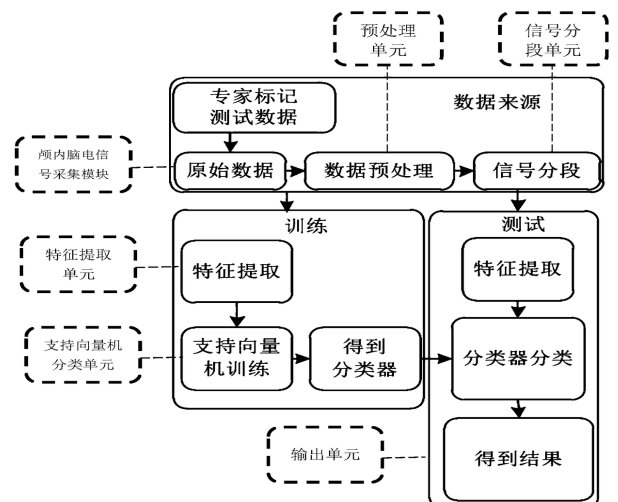 预处理
单元
信号分
段单元
专家标记
测试数据
数据来源
颅内脑电信
号采集模块
原始数据
数据预处理
信号分段
训练
测试
特征提取
单元
特征提取
特征提取
支持向量机
分类单元
支持向量
机训练
得到
分类器
分类器分类
输出单元
得到结果